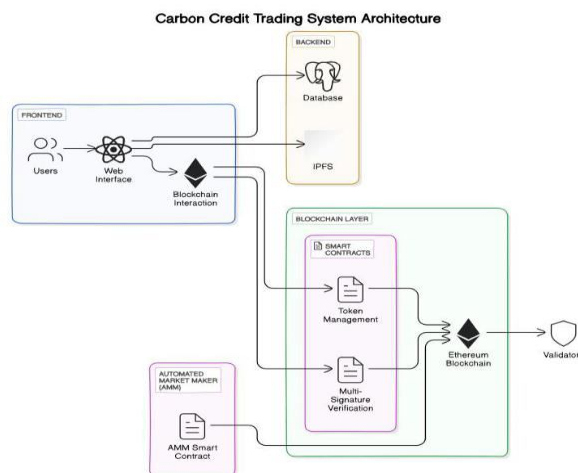 Carbon Credit Trading System Architecture
BACKEND
Database
IPFS
FRONTEND
Users
Web
Interface
Blockchain
Interaction
BLOCKCHAIN LAYER
SMART
CONTRACTS
Token
Management
Multi-
Signature
Verification
Ethereum
Blockchain
Validator
AUTOMATED
MARKET MAKER
(AMM)
AMM Smart
Contract